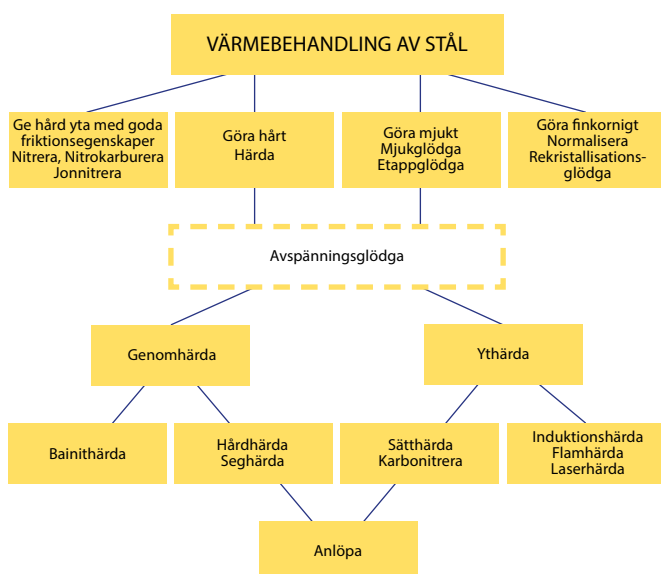 VÄRMEBEHANDLING AV STÅL
Ge hård yta med goda
friktionsegenskaper
Nitrera, Nitrokarburera
Jonnitrera
Göra hårt
Härda
Göra mjukt
Mjukglödga
Etappglödga
Göra finkornigt
Normalisera
Rekristallisations-
glödga
Avspänningsglödga
Genomhärda
Ythärda
Bainithärda
Hårdhärda
Seghärda
Sätthärda
Karbonitrera
Induktionshärda
Flamhärda
Laserhärda
Anlöpa